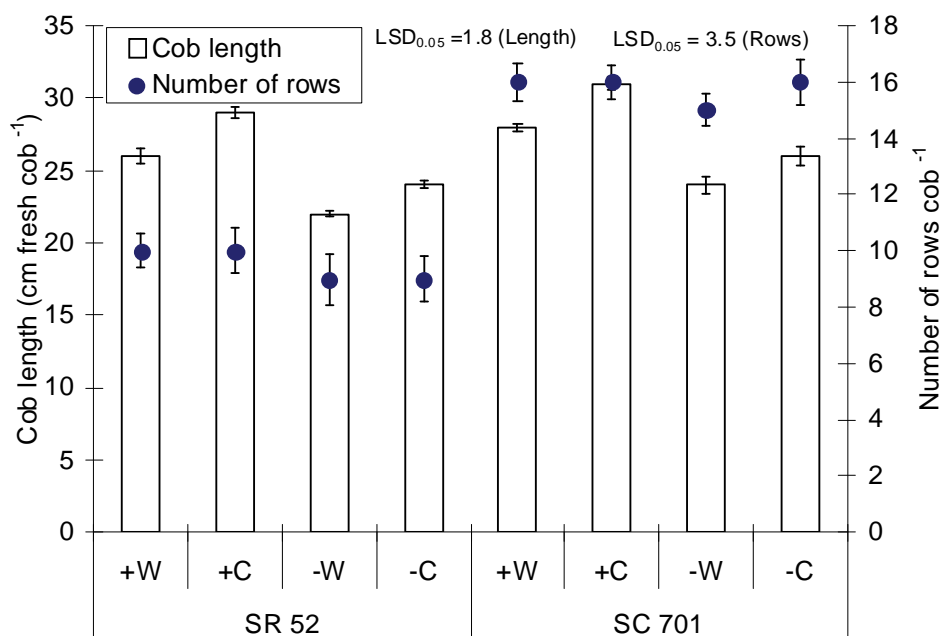 LSD0.05 =1.8 (Length)
LSD0.05 = 3.5 (Rows)
Cob length
Number of rows
Cob length (cm fresh cob -1)
35
30
25
20
15
10
5
0
Number of rows cob -1
18
16
14
12
10
8
6
4
2
0
+W +C -W -C +W +C -W -C
SR 52 SC 701